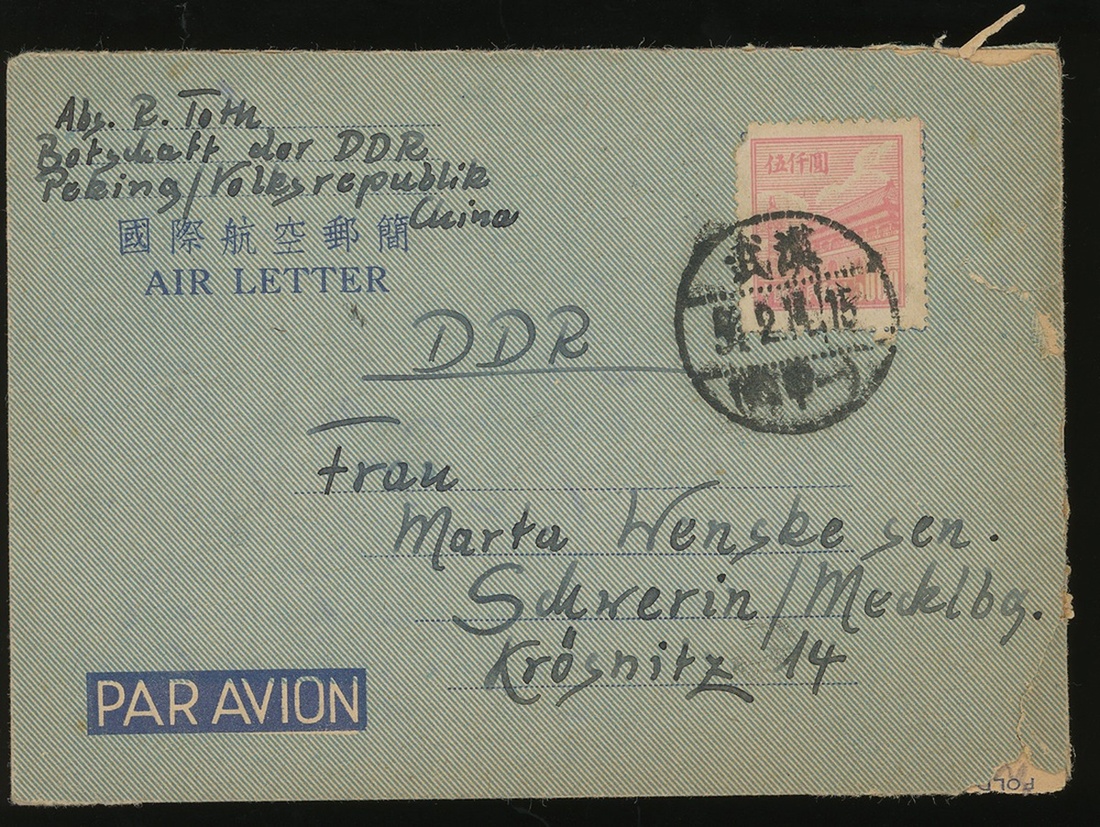 Abs. R. Toth
Botschaft der DDR
Peking/Volksrepublik
China
國際航空郵簡
AIR LETTER
伍仟圓
武漢
DDR
Frau
Marta Wenske sen.
Schwerin/Mecklbg.
Krösnitz 14
PAR AVION